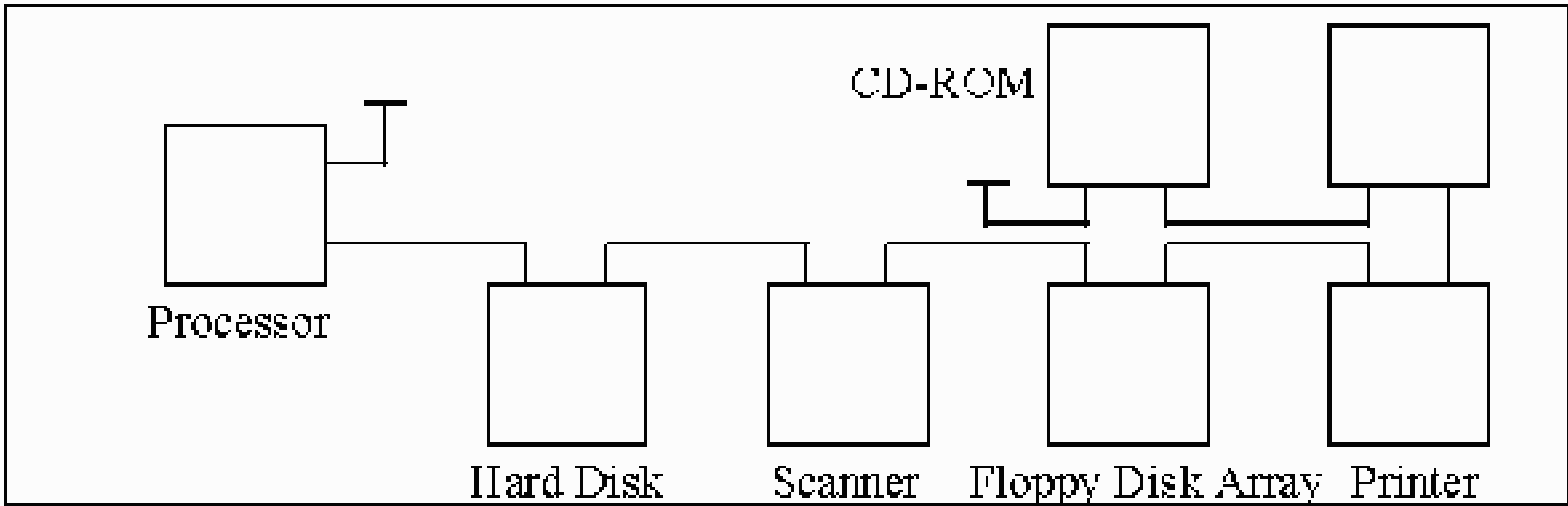 CD-ROM
Processor
Hard Disk
Scanner
Floppy Disk Array
Printer